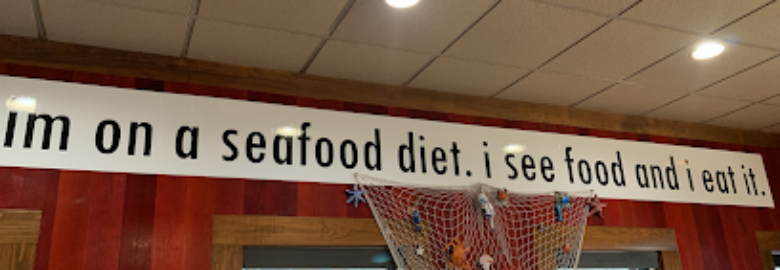 im on a seafood diet. i see food and i eat it.